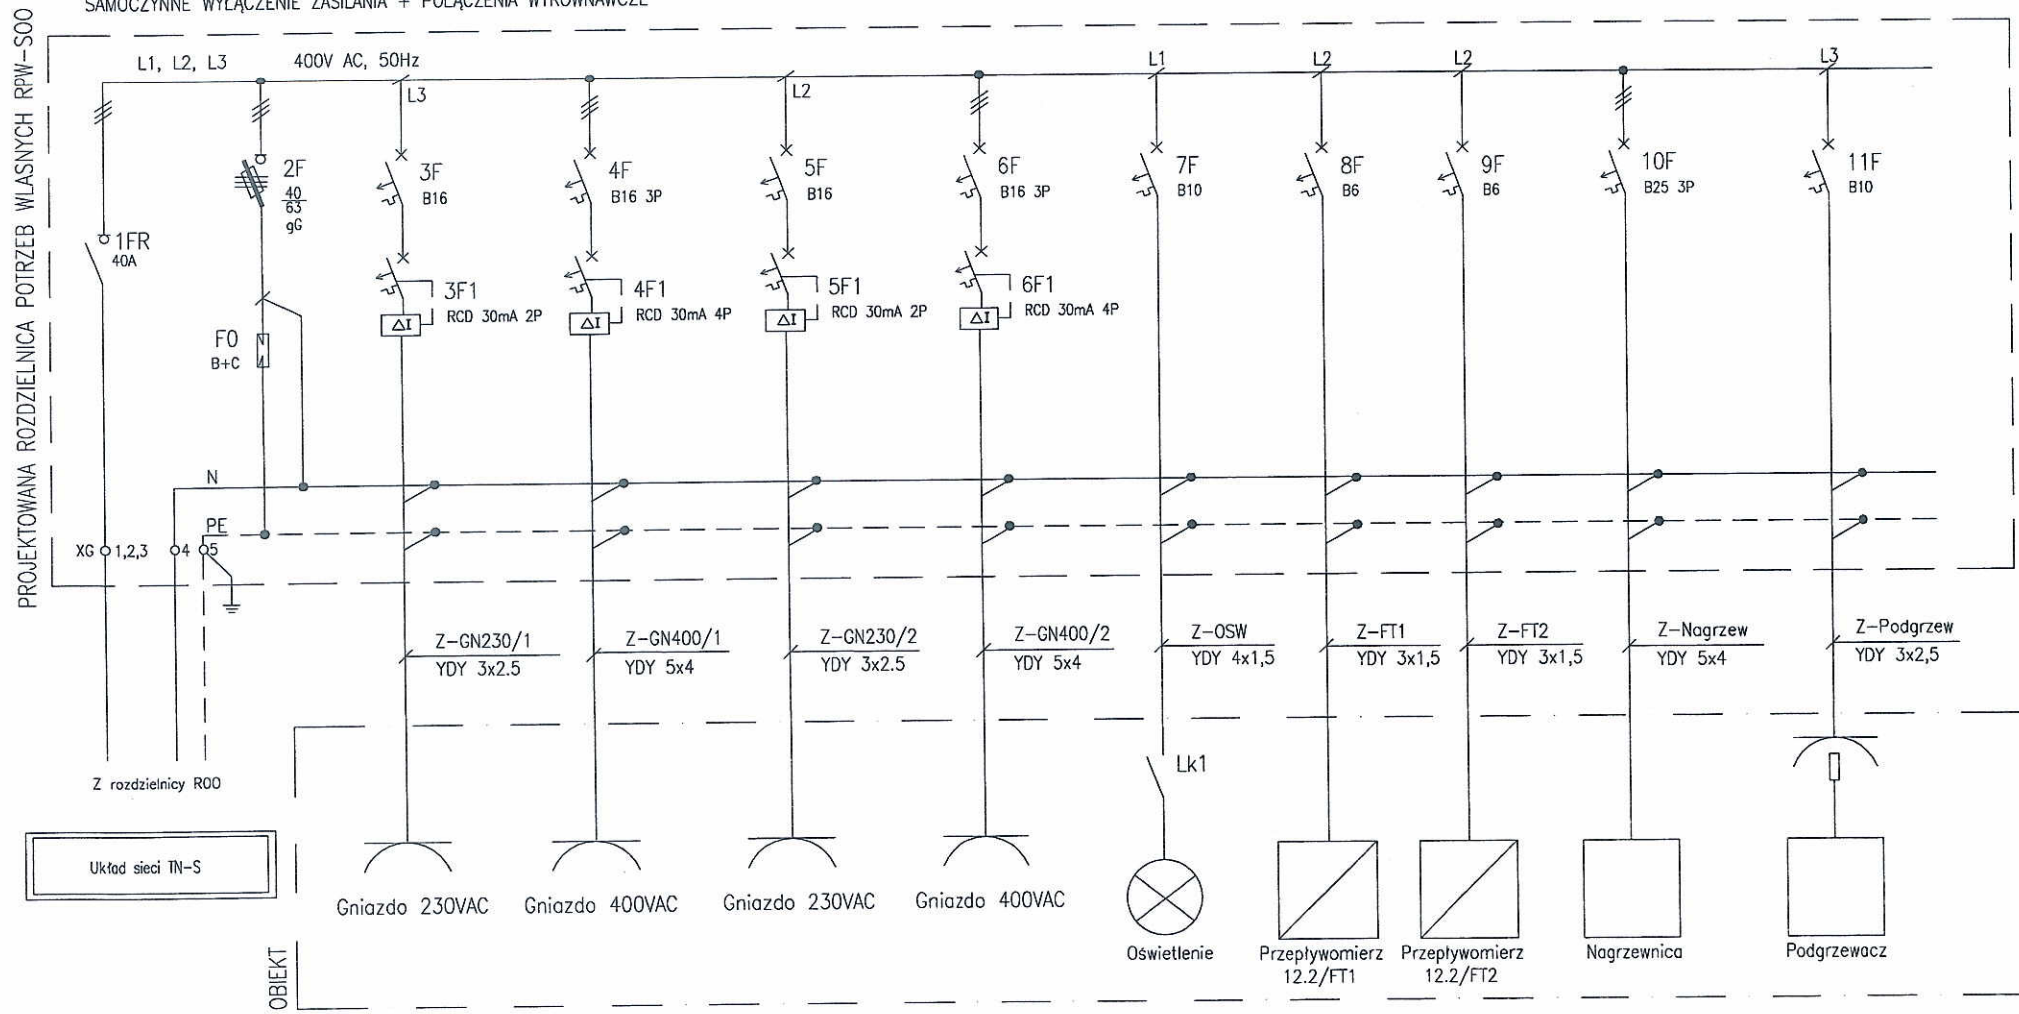 SAMOCZYNNE WYŁĄCZENIE ZASILANIA + POŁĄCZENIA WYRÓWNAWCZE
PROJEKTOWANA ROZDZIELNICA POTRZEB WŁASNYCH RPW-SO0
L1, L2, L3
400V AC, 50Hz
L3
L2
L1
L2
L2
L3
1FR
40A
2F
40
63
gG
3F
B16
4F
B16 3P
5F
B16
6F
B16 3P
7F
B10
8F
B6
9F
B6
10F
B25 3P
11F
B10
F0
B+C
3F1
RCD 30mA 2P
ΔI
4F1
RCD 30mA 4P
ΔI
5F1
RCD 30mA 2P
ΔI
6F1
RCD 30mA 4P
ΔI
N
PE
XG 1,2,3
4
5
Z-GN230/1
YDY 3x2.5
Z-GN400/1
YDY 5x4
Z-GN230/2
YDY 3x2.5
Z-GN400/2
YDY 5x4
Z-OSW
YDY 4x1,5
Z-FT1
YDY 3x1,5
Z-FT2
YDY 3x1,5
Z-Nagrzew
YDY 5x4
Z-Podgrzew
YDY 3x2,5
Z rozdzielnicy R00
Układ sieci TN-S
OBIEKT
Lk1
Gniazdo 230VAC
Gniazdo 400VAC
Gniazdo 230VAC
Gniazdo 400VAC
Oświetlenie
Przepływomierz
12.2/FT1
Przepływomierz
12.2/FT2
Nagrzewnica
Podgrzewacz